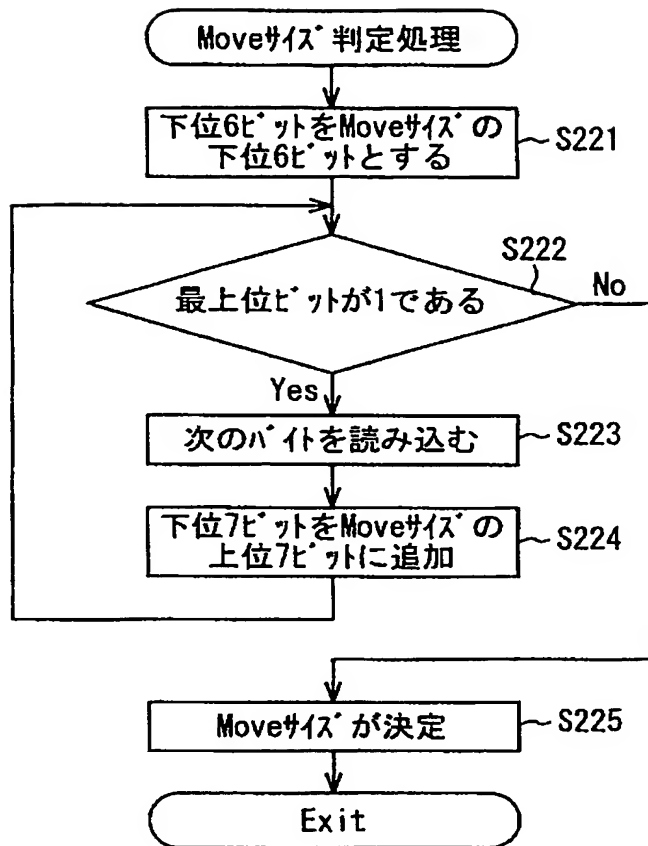 Moveｻｲｽﾞ判定処理
下位6ﾋﾞｯﾄをMoveｻｲｽﾞの
下位6ﾋﾞｯﾄとする
S221
S222
最上位ﾋﾞｯﾄが1である
No
Yes
次のﾊﾞｲﾄを読み込む
S223
下位7ﾋﾞｯﾄをMoveｻｲｽﾞの
上位7ﾋﾞｯﾄに追加
S224
Moveｻｲｽﾞが決定
S225
Exit